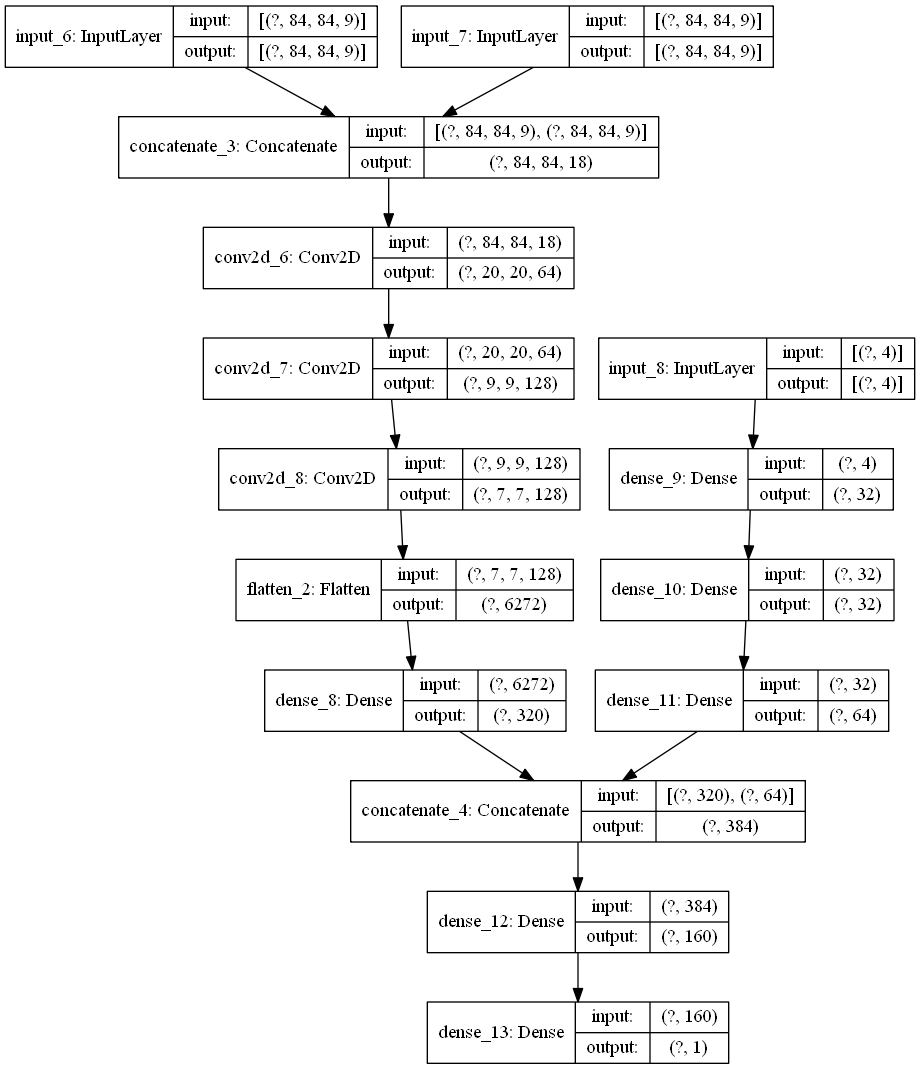 input_6: InputLayer
input: [(?, 84, 84, 9)]
output: [(?, 84, 84, 9)]
input_7: InputLayer
input: [(?, 84, 84, 9)]
output: [(?, 84, 84, 9)]
concatenate_3: Concatenate
input: [(?, 84, 84, 9), (?, 84, 84, 9)]
output: (?, 84, 84, 18)
conv2d_6: Conv2D
input: (?, 84, 84, 18)
output: (?, 20, 20, 64)
conv2d_7: Conv2D
input: (?, 20, 20, 64)
output: (?, 9, 9, 128)
input_8: InputLayer
input: [(?, 4)]
output: [(?, 4)]
conv2d_8: Conv2D
input: (?, 9, 9, 128)
output: (?, 7, 7, 128)
dense_9: Dense
input: (?, 4)
output: (?, 32)
flatten_2: Flatten
input: (?, 7, 7, 128)
output: (?, 6272)
dense_10: Dense
input: (?, 32)
output: (?, 32)
dense_8: Dense
input: (?, 6272)
output: (?, 320)
dense_11: Dense
input: (?, 32)
output: (?, 64)
concatenate_4: Concatenate
input: [(?, 320), (?, 64)]
output: (?, 384)
dense_12: Dense
input: (?, 384)
output: (?, 160)
dense_13: Dense
input: (?, 160)
output: (?, 1)